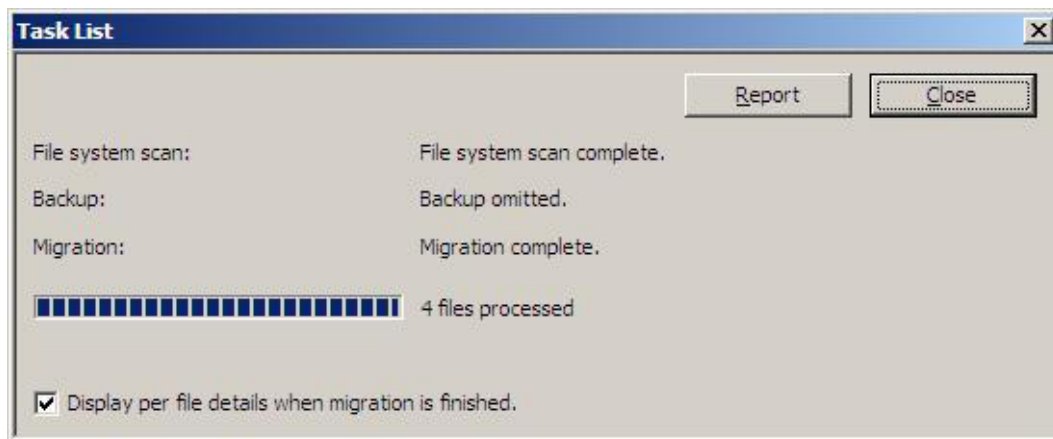 Task List
Report Close
File system scan: File system scan complete.
Backup: Backup omitted.
Migration: Migration complete.
4 files processed
Display per file details when migration is finished.